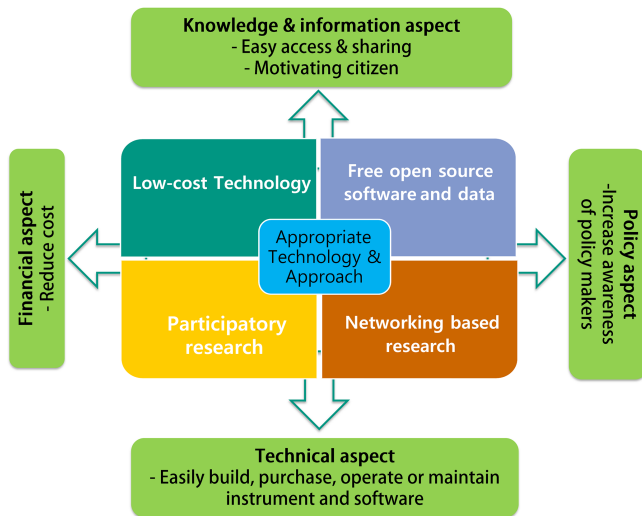 Knowledge & information aspect
- Easy access & sharing
- Motivating citizen
Low-cost Technology
Free open source
software and data
Financial aspect
- Reduce cost
Appropriate
Technology &
Approach
Policy aspect
-Increase awareness
of policy makers
Participatory
research
Networking based
research
Technical aspect
- Easily build, purchase, operate or maintain
instrument and software